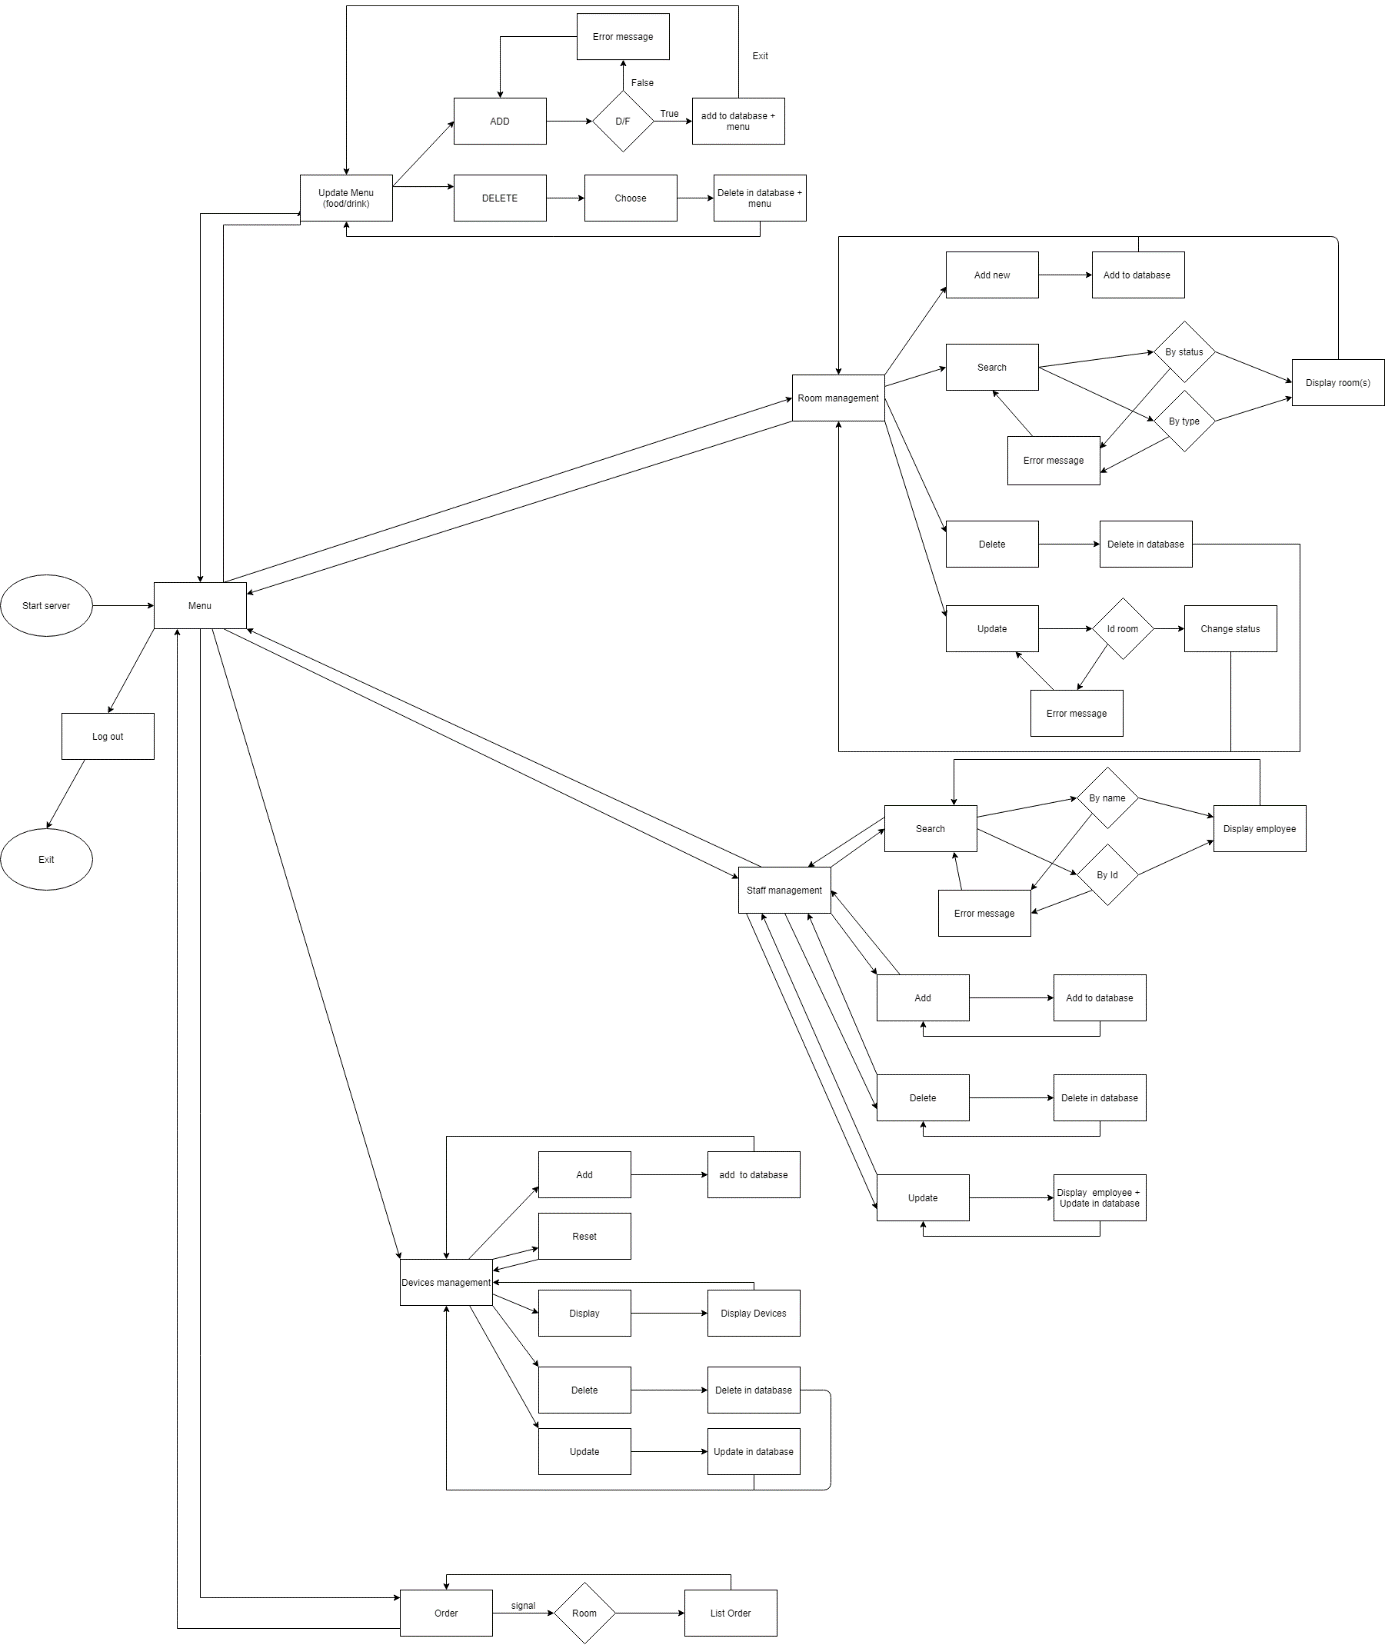 Error message
Exit
False
ADD
D/F
True
add to database +
menu
Update Menu
(food/drink)
DELETE
Choose
Delete in database +
menu
Add new
Add to database
Search
By status
Display room(s)
Room management
By type
Error message
Delete
Delete in database
Start server
Menu
Update
Id room
Change status
Error message
Log out
By name
Search
Display employee
Exit
By Id
Staff management
Error message
Add
Add to database
Delete
Delete in database
Add
add  to database
Update
Display  employee +
Update in database
Reset
Devices management
Display
Display Devices
Delete
Delete in database
Update
Update in database
Order
signal
Room
List Order